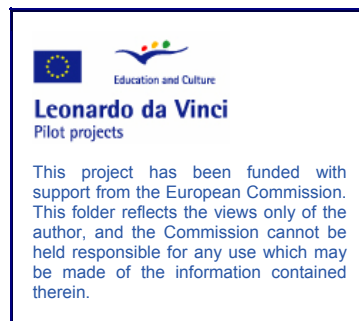 Education and Culture
Leonardo da Vinci
Pilot projects
This project has been funded with
support from the European Commission.
This folder reflects the views only of the
author, and the Commission cannot be
held responsible for any use which may
be made of the information contained
therein.